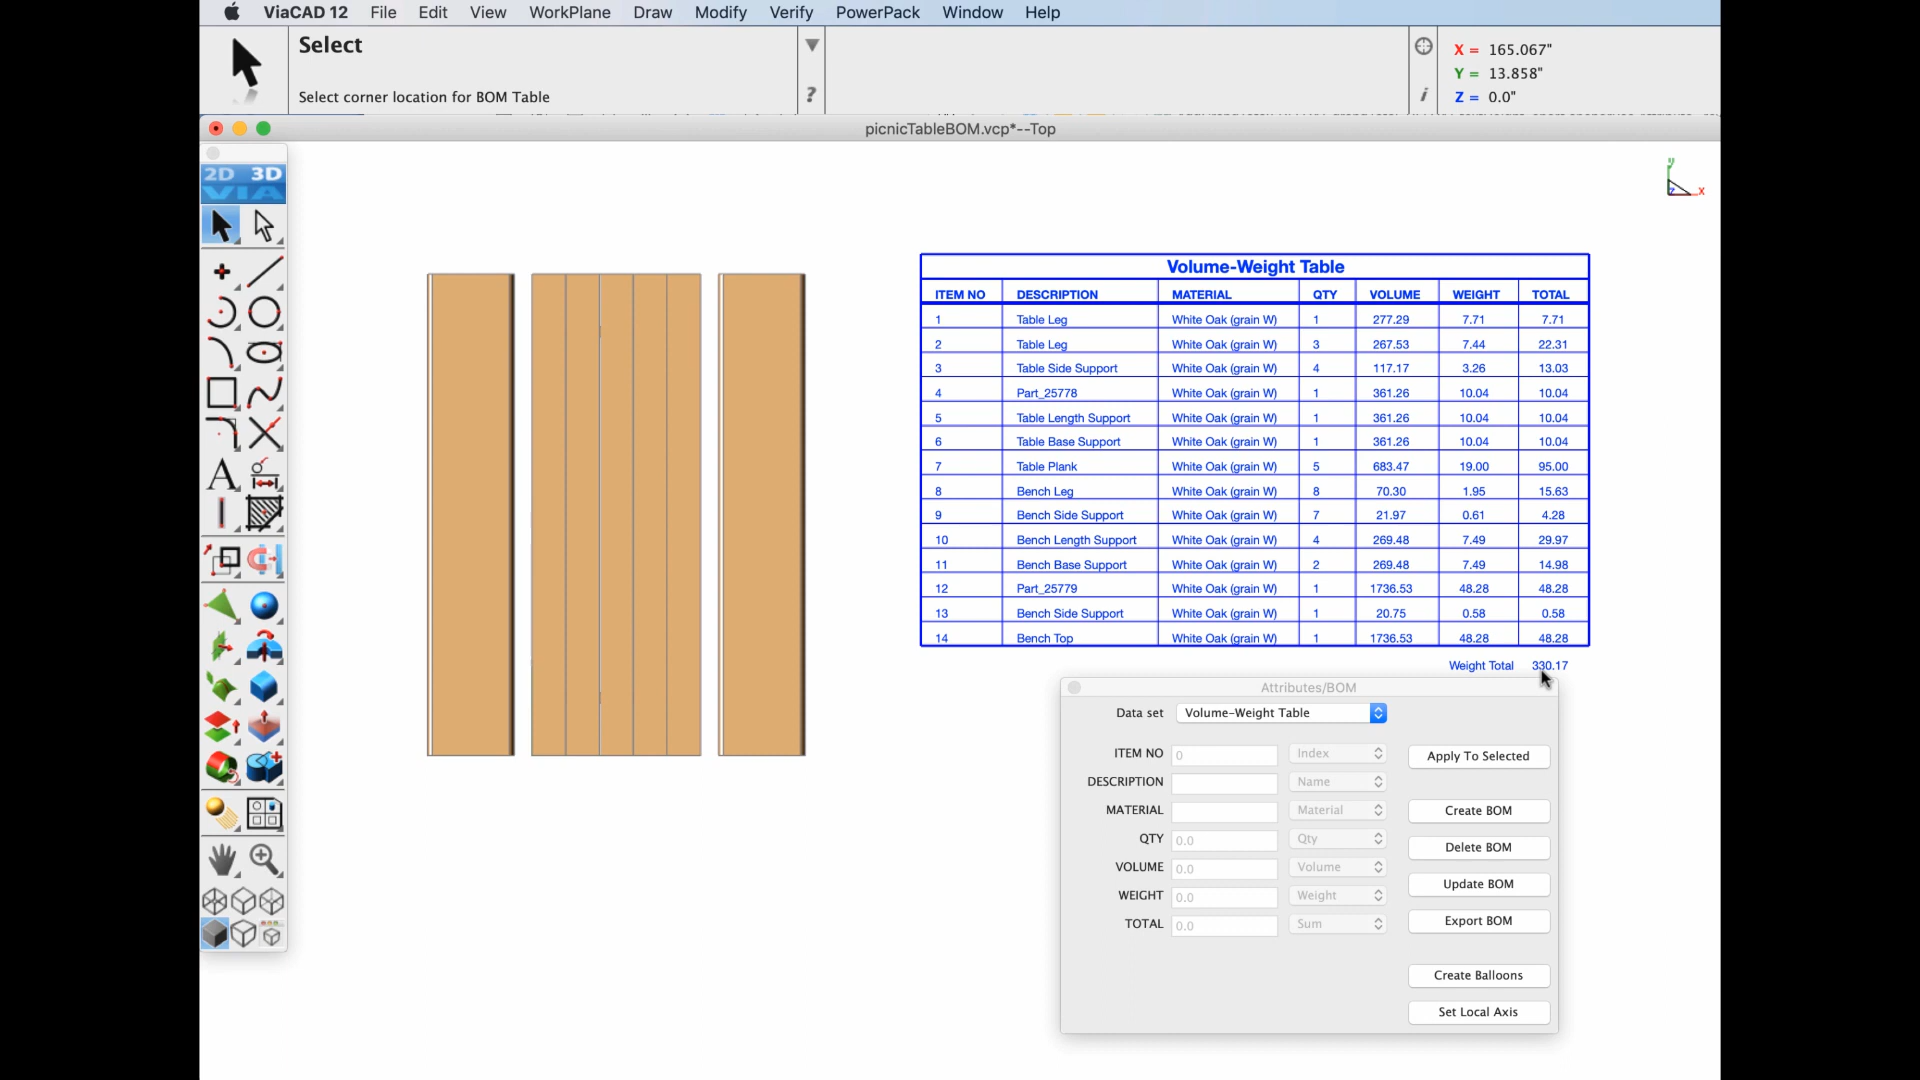 ViaCAD 12 File Edit View WorkPlane Draw Modify Verify PowerPack Window Help
Select
Select corner location for BOM Table
?
i
X = 165.067"
Y = 13.858"
Z = 0.0"
picnicTableBOM.vcp*--Top
2D 3D
VIA
A
y
z
x
Volume-Weight Table
ITEM NO DESCRIPTION MATERIAL QTY VOLUME WEIGHT TOTAL
1 Table Leg White Oak (grain W) 1 277.29 7.71 7.71
2 Table Leg White Oak (grain W) 3 267.53 7.44 22.31
3 Table Side Support White Oak (grain W) 4 117.17 3.26 13.03
4 Part_25778 White Oak (grain W) 1 361.26 10.04 10.04
5 Table Length Support White Oak (grain W) 1 361.26 10.04 10.04
6 Table Base Support White Oak (grain W) 1 361.26 10.04 10.04
7 Table Plank White Oak (grain W) 5 683.47 19.00 95.00
8 Bench Leg White Oak (grain W) 8 70.30 1.95 15.63
9 Bench Side Support White Oak (grain W) 7 21.97 0.61 4.28
10 Bench Length Support White Oak (grain W) 4 269.48 7.49 29.97
11 Bench Base Support White Oak (grain W) 2 269.48 7.49 14.98
12 Part_25779 White Oak (grain W) 1 1736.53 48.28 48.28
13 Bench Side Support White Oak (grain W) 1 20.75 0.58 0.58
14 Bench Top White Oak (grain W) 1 1736.53 48.28 48.28
Weight Total 330.17
Attributes/BOM
Data set Volume-Weight Table
ITEM NO 0 Index Apply To Selected
DESCRIPTION Name
MATERIAL Material Create BOM
QTY 0.0 Qty Delete BOM
VOLUME 0.0 Volume Update BOM
WEIGHT 0.0 Weight Export BOM
TOTAL 0.0 Sum
Create Balloons
Set Local Axis